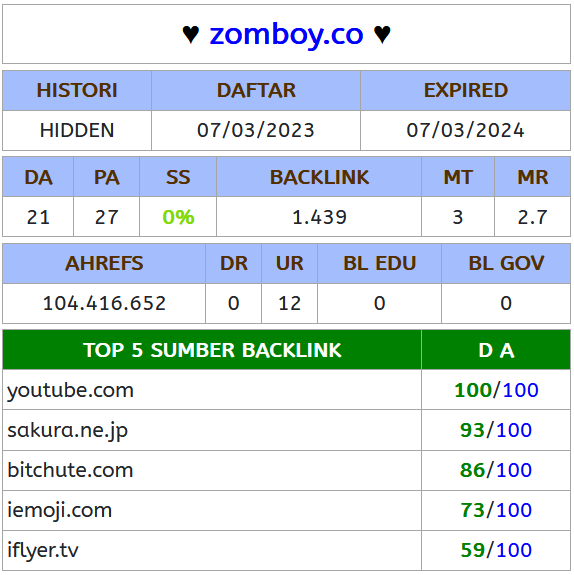 ♥ zomboy.co ♥
HISTORI DAFTAR EXPIRED
HIDDEN 07/03/2023 07/03/2024
DA PA SS BACKLINK MT MR
21 27 0% 1.439 3 2.7
AHREFS DR UR BL EDU BL GOV
104.416.652 0 12 0 0
TOP 5 SUMBER BACKLINK D A
youtube.com 100/100
sakura.ne.jp 93/100
bitchute.com 86/100
iemoji.com 73/100
iflyer.tv 59/100